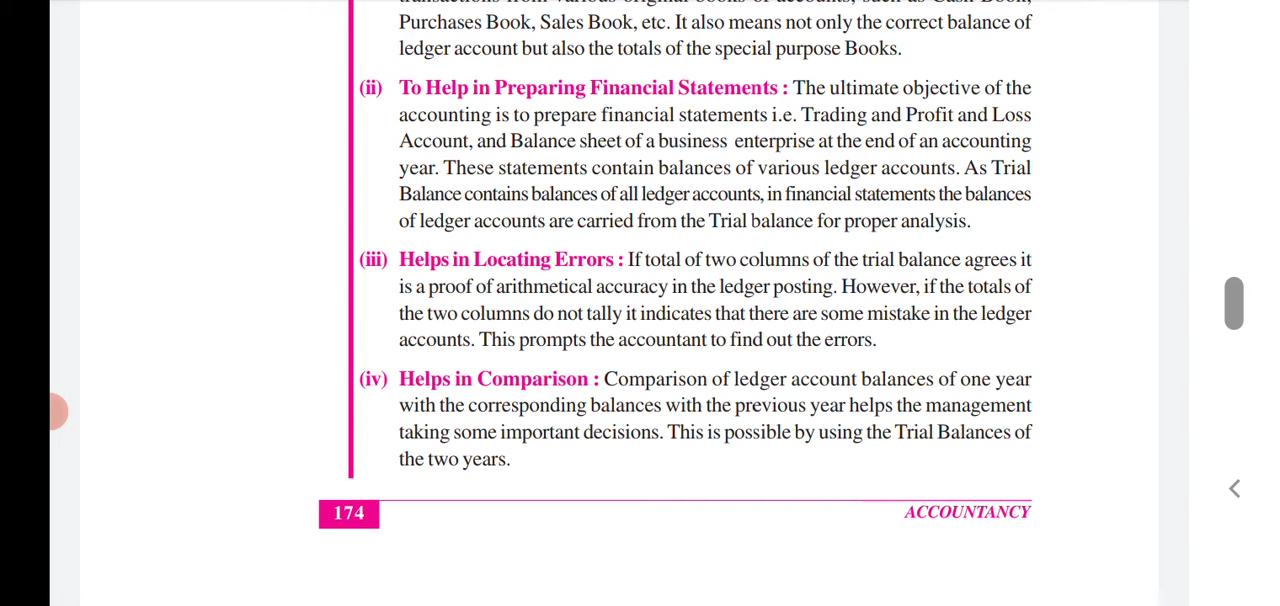 Purchases Book, Sales Book, etc. It also means not only the correct balance of
ledger account but also the totals of the special purpose Books.
(ii) To Help in Preparing Financial Statements : The ultimate objective of the
accounting is to prepare financial statements i.e. Trading and Profit and Loss
Account, and Balance sheet of a business enterprise at the end of an accounting
year. These statements contain balances of various ledger accounts. As Trial
Balance contains balances of all ledger accounts, in financial statements the balances
of ledger accounts are carried from the Trial balance for proper analysis.
(iii) Helps in Locating Errors : If total of two columns of the trial balance agrees it
is a proof of arithmetical accuracy in the ledger posting. However, if the totals of
the two columns do not tally it indicates that there are some mistake in the ledger
accounts. This prompts the accountant to find out the errors.
(iv) Helps in Comparison : Comparison of ledger account balances of one year
with the corresponding balances with the previous year helps the management
taking some important decisions. This is possible by using the Trial Balances of
the two years.
174
ACCOUNTANCY